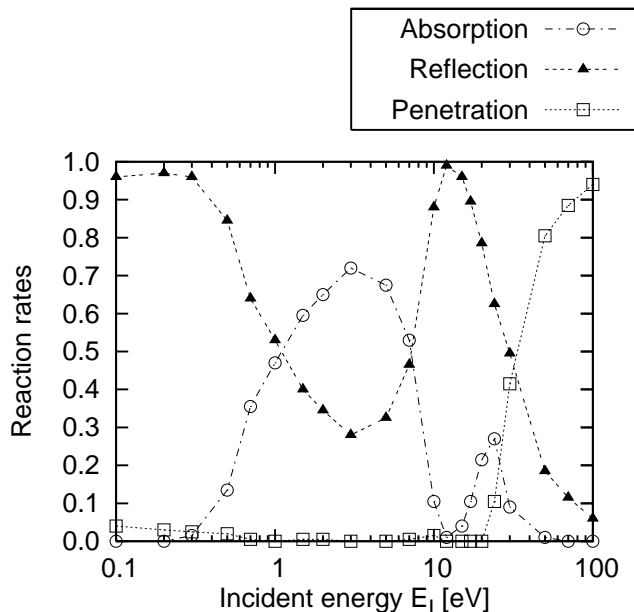 Absorption
Reflection
Penetration
1.0
0.9
0.8
0.7
0.6
0.5
0.4
0.3
0.2
0.1
0.0
Reaction rates
0.1 1 10 100
Incident energy E_I [eV]